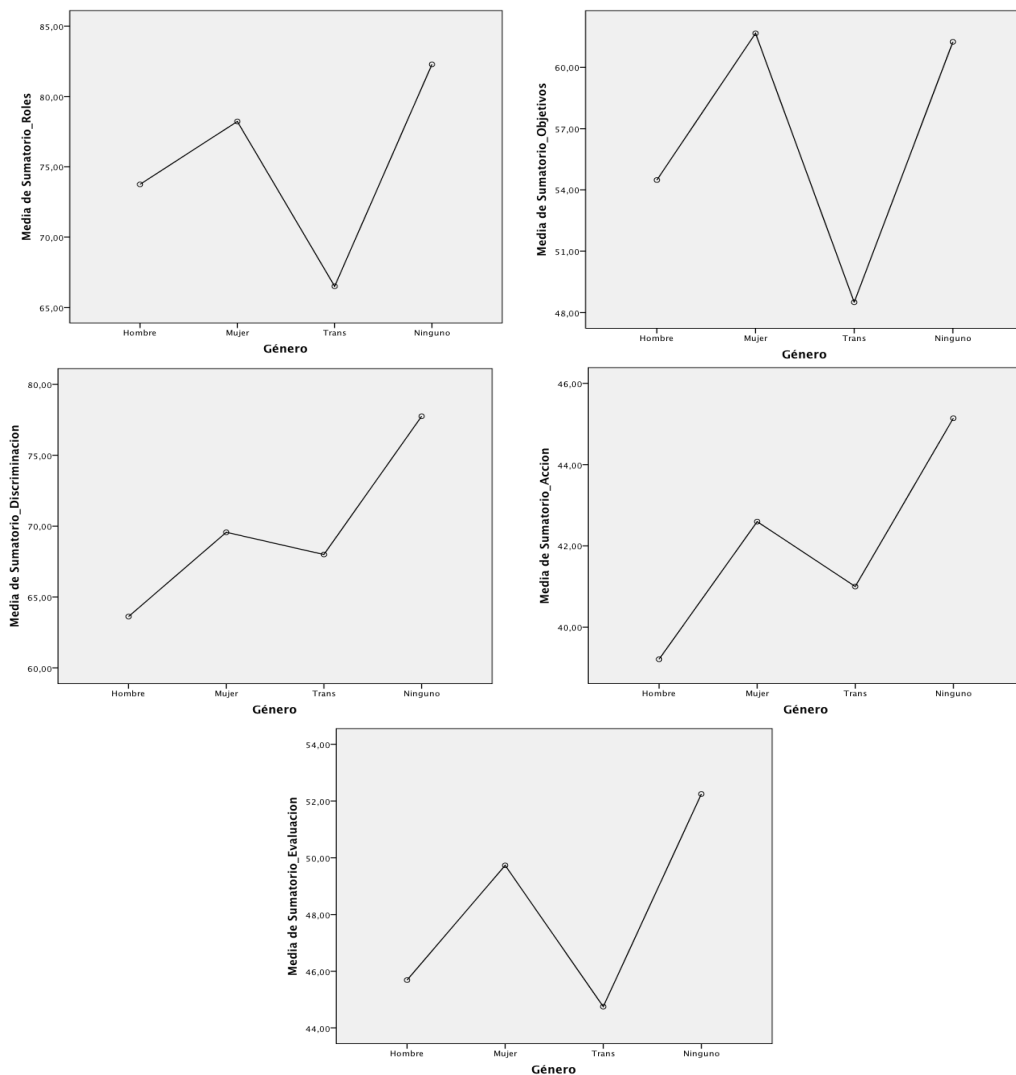 Media de Sumatorio_Roles
85,00
80,00
75,00
70,00
65,00
Hombre Mujer Trans Ninguno
Género
Media de Sumatorio_Objetivos
60,00
57,00
54,00
51,00
48,00
Hombre Mujer Trans Ninguno
Género
Media de Sumatorio_Discriminacion
80,00
75,00
70,00
65,00
60,00
Hombre Mujer Trans Ninguno
Género
Media de Sumatorio_Accion
46,00
44,00
42,00
40,00
Hombre Mujer Trans Ninguno
Género
Media de Sumatorio_Evaluacion
54,00
52,00
50,00
48,00
46,00
44,00
Hombre Mujer Trans Ninguno
Género